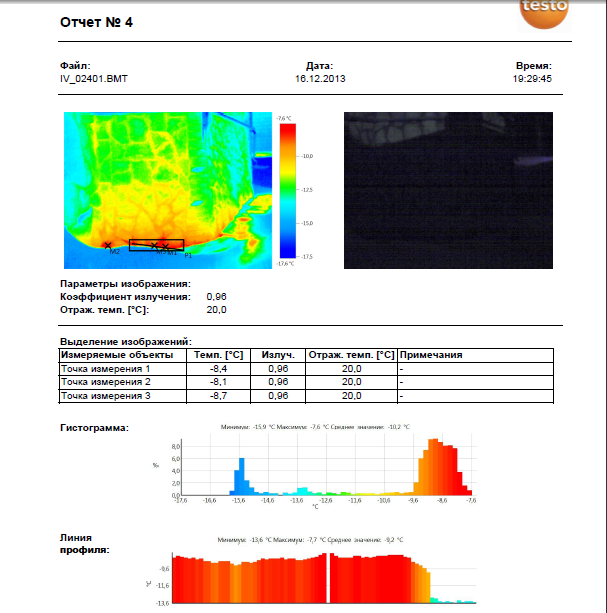 testo
Отчет № 4
Файл: Дата: Время:
IV_02401.BMT 16.12.2013 19:29:45
-7,6 °C
-10,0
-12,5
-15,0
-17,5
-17,6 °C
M2 M1 P1
Параметры изображения:
Коэффициент излучения: 0,96
Отраж. темп. [°C]: 20,0
Выделение изображений:
Измеряемые объекты Темп. [°C] Излуч. Отраж. темп. [°C] Примечания
Точка измерения 1 -8,4 0,96 20,0 -
Точка измерения 2 -8,1 0,96 20,0 -
Точка измерения 3 -8,7 0,96 20,0 -
Гистограмма:
Минимум: -15,9 °C Максимум: -7,6 °C Среднее значение: -10,2 °C
%
8,0
6,0
4,0
2,0
0,0
-17,6 -16,6 -15,6 -14,6 -13,6 -12,6 -11,6 -10,6 -9,6 -8,6 -7,6
°C
Линия
профиля:
Минимум: -13,6 °C Максимум: -7,7 °C Среднее значение: -9,2 °C
°C
-9,6
-11,6
-13,6